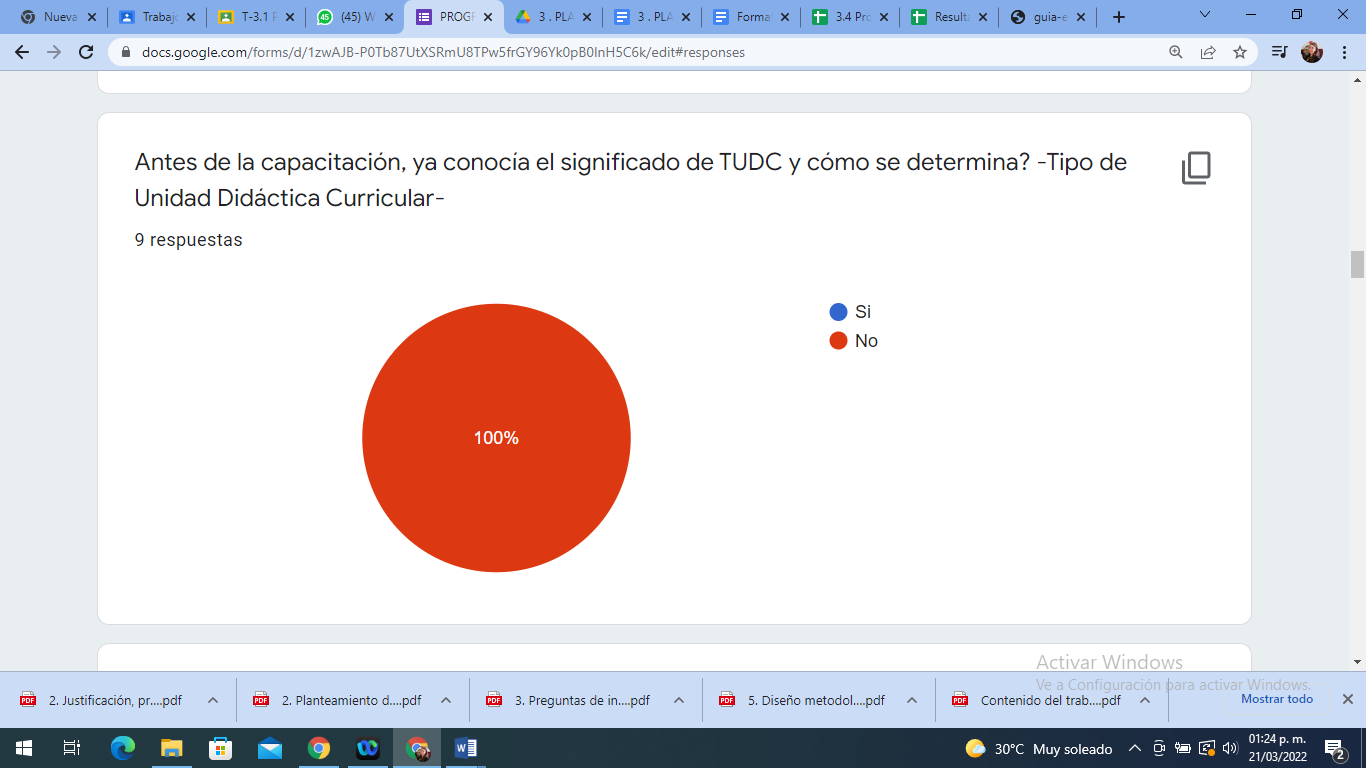 Nueva
Trabajo
T-3.1 P
(45) W
PROGR
3 . PLA
3 . PLA
Forma
3.4 Pro
Result
guia-e
docs.google.com/forms/d/1zwAJB-P0Tb87UtXSRmU8TPw5frGY96Yk0pB0lnH5C6k/edit#responses
Antes de la capacitación, ya conocía el significado de TUDC y cómo se determina? -Tipo de
Unidad Didáctica Curricular-
9 respuestas
Si
No
100%
Activar Windows
Ve a Configuración para activar Windows.
2. Justificación, pr....pdf
2. Planteamiento d....pdf
3. Preguntas de in....pdf
5. Diseño metodol....pdf
Contenido del trab....pdf
Mostrar todo
30°C Muy soleado
01:24 p. m.
21/03/2022
2